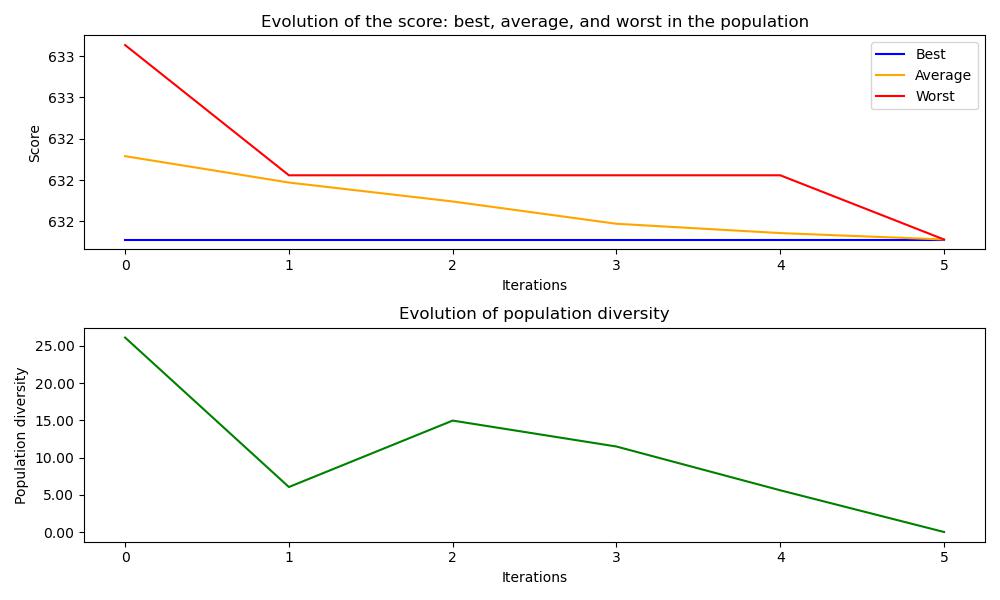 Evolution of the score: best, average, and worst in the population
633
633
632
632
632
Score
Best
Average
Worst
0 1 2 3 4 5
Iterations
Evolution of population diversity
25.00
20.00
15.00
10.00
5.00
0.00
Population diversity
0 1 2 3 4 5
Iterations